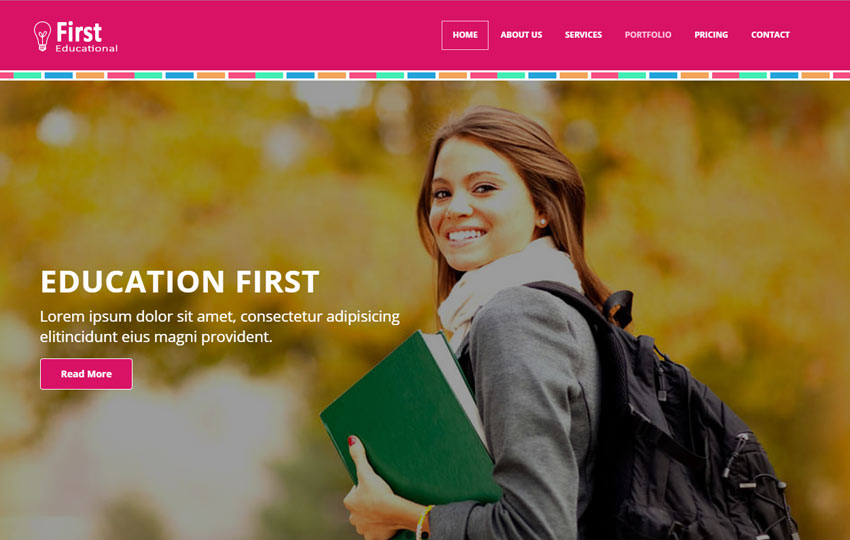 First
Educational
HOME ABOUT US SERVICES PORTFOLIO PRICING CONTACT
EDUCATION FIRST
Lorem ipsum dolor sit amet, consectetur adipisicing
elitincidunt eius magni provident.
Read More